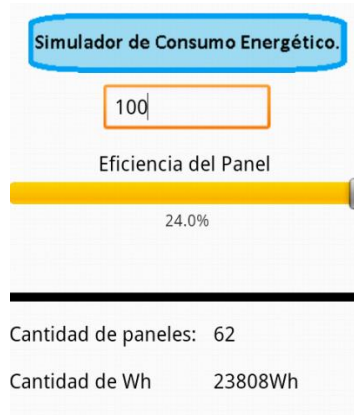 Simulador de Consumo Energético.
100
Eficiencia del Panel
24.0%
Cantidad de paneles: 62
Cantidad de Wh 23808Wh